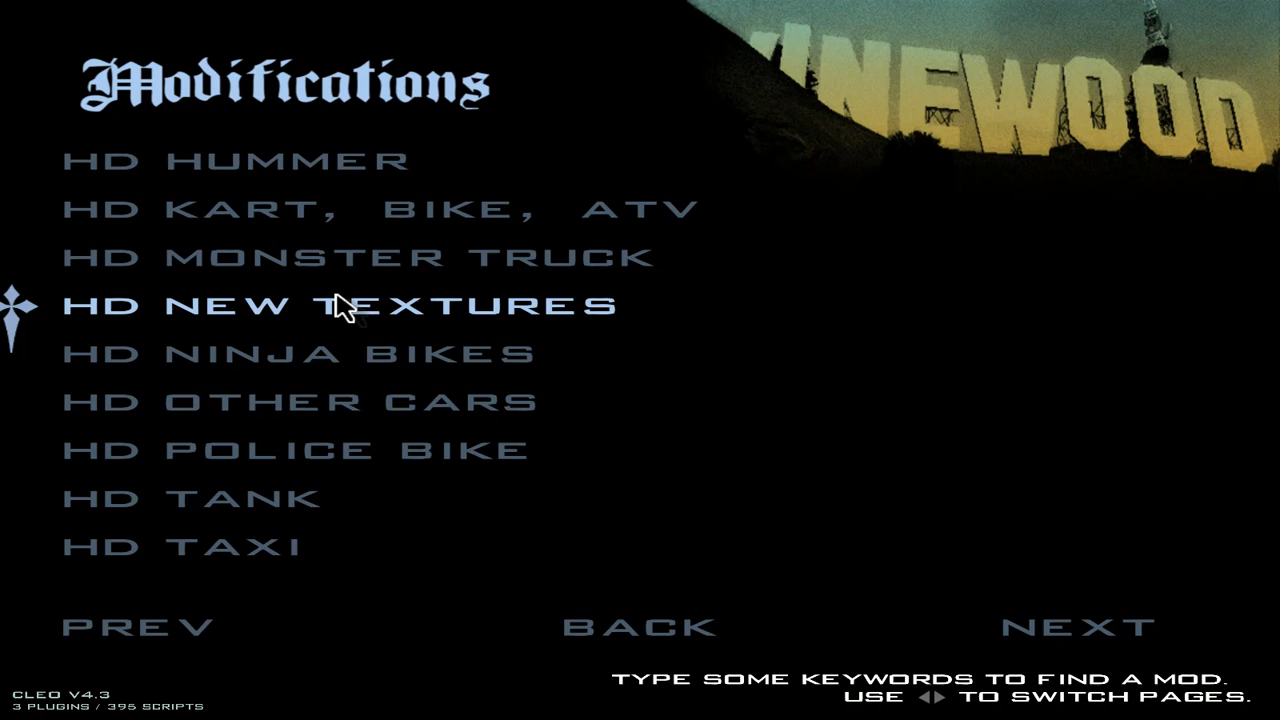 INEWOOD
Modifications
HD HUMMER
HD KART, BIKE, ATV
HD MONSTER TRUCK
HD NEW TEXTURES
HD NINJA BIKES
HD OTHER CARS
HD POLICE BIKE
HD TANK
HD TAXI
PREV BACK NEXT
TYPE SOME KEYWORDS TO FIND A MOD.
USE ◀▶ TO SWITCH PAGES.
CLEO V4.3
3 PLUGINS / 395 SCRIPTS